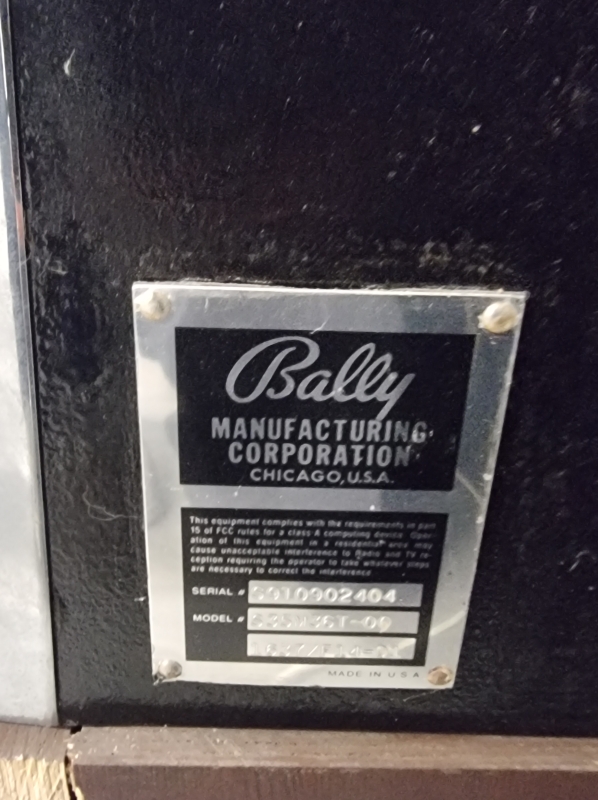 Bally
MANUFACTURING
CORPORATION
CHICAGO, U.S.A.
This equipment complies with the requirements in part
15 of FCC rules for a class A computing device. Oper-
ation of this equipment in a residential area may
cause unacceptable interference to Radio and TV re-
ception requiring the operator to take whatever steps
are necessary to correct the interference.
SERIAL #
MODEL #
MADE IN U S A